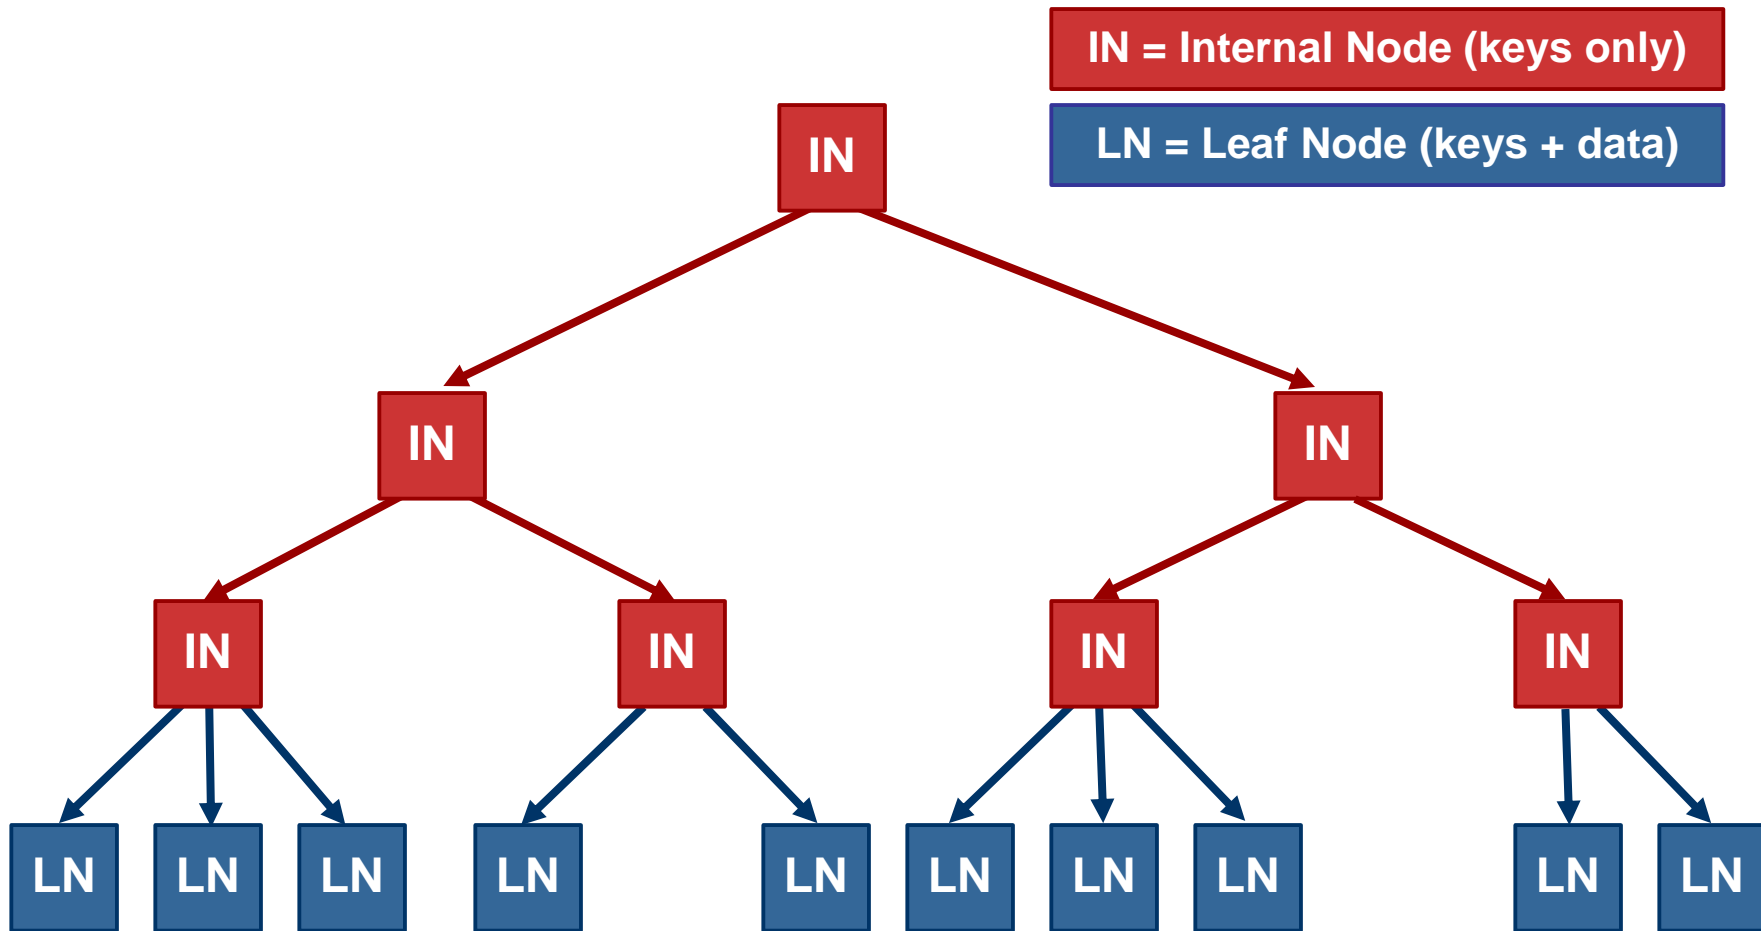 IN = Internal Node (keys only)
LN = Leaf Node (keys + data)
IN
IN
IN
IN
IN
IN
IN
LN
LN
LN
LN
LN
LN
LN
LN
LN
LN